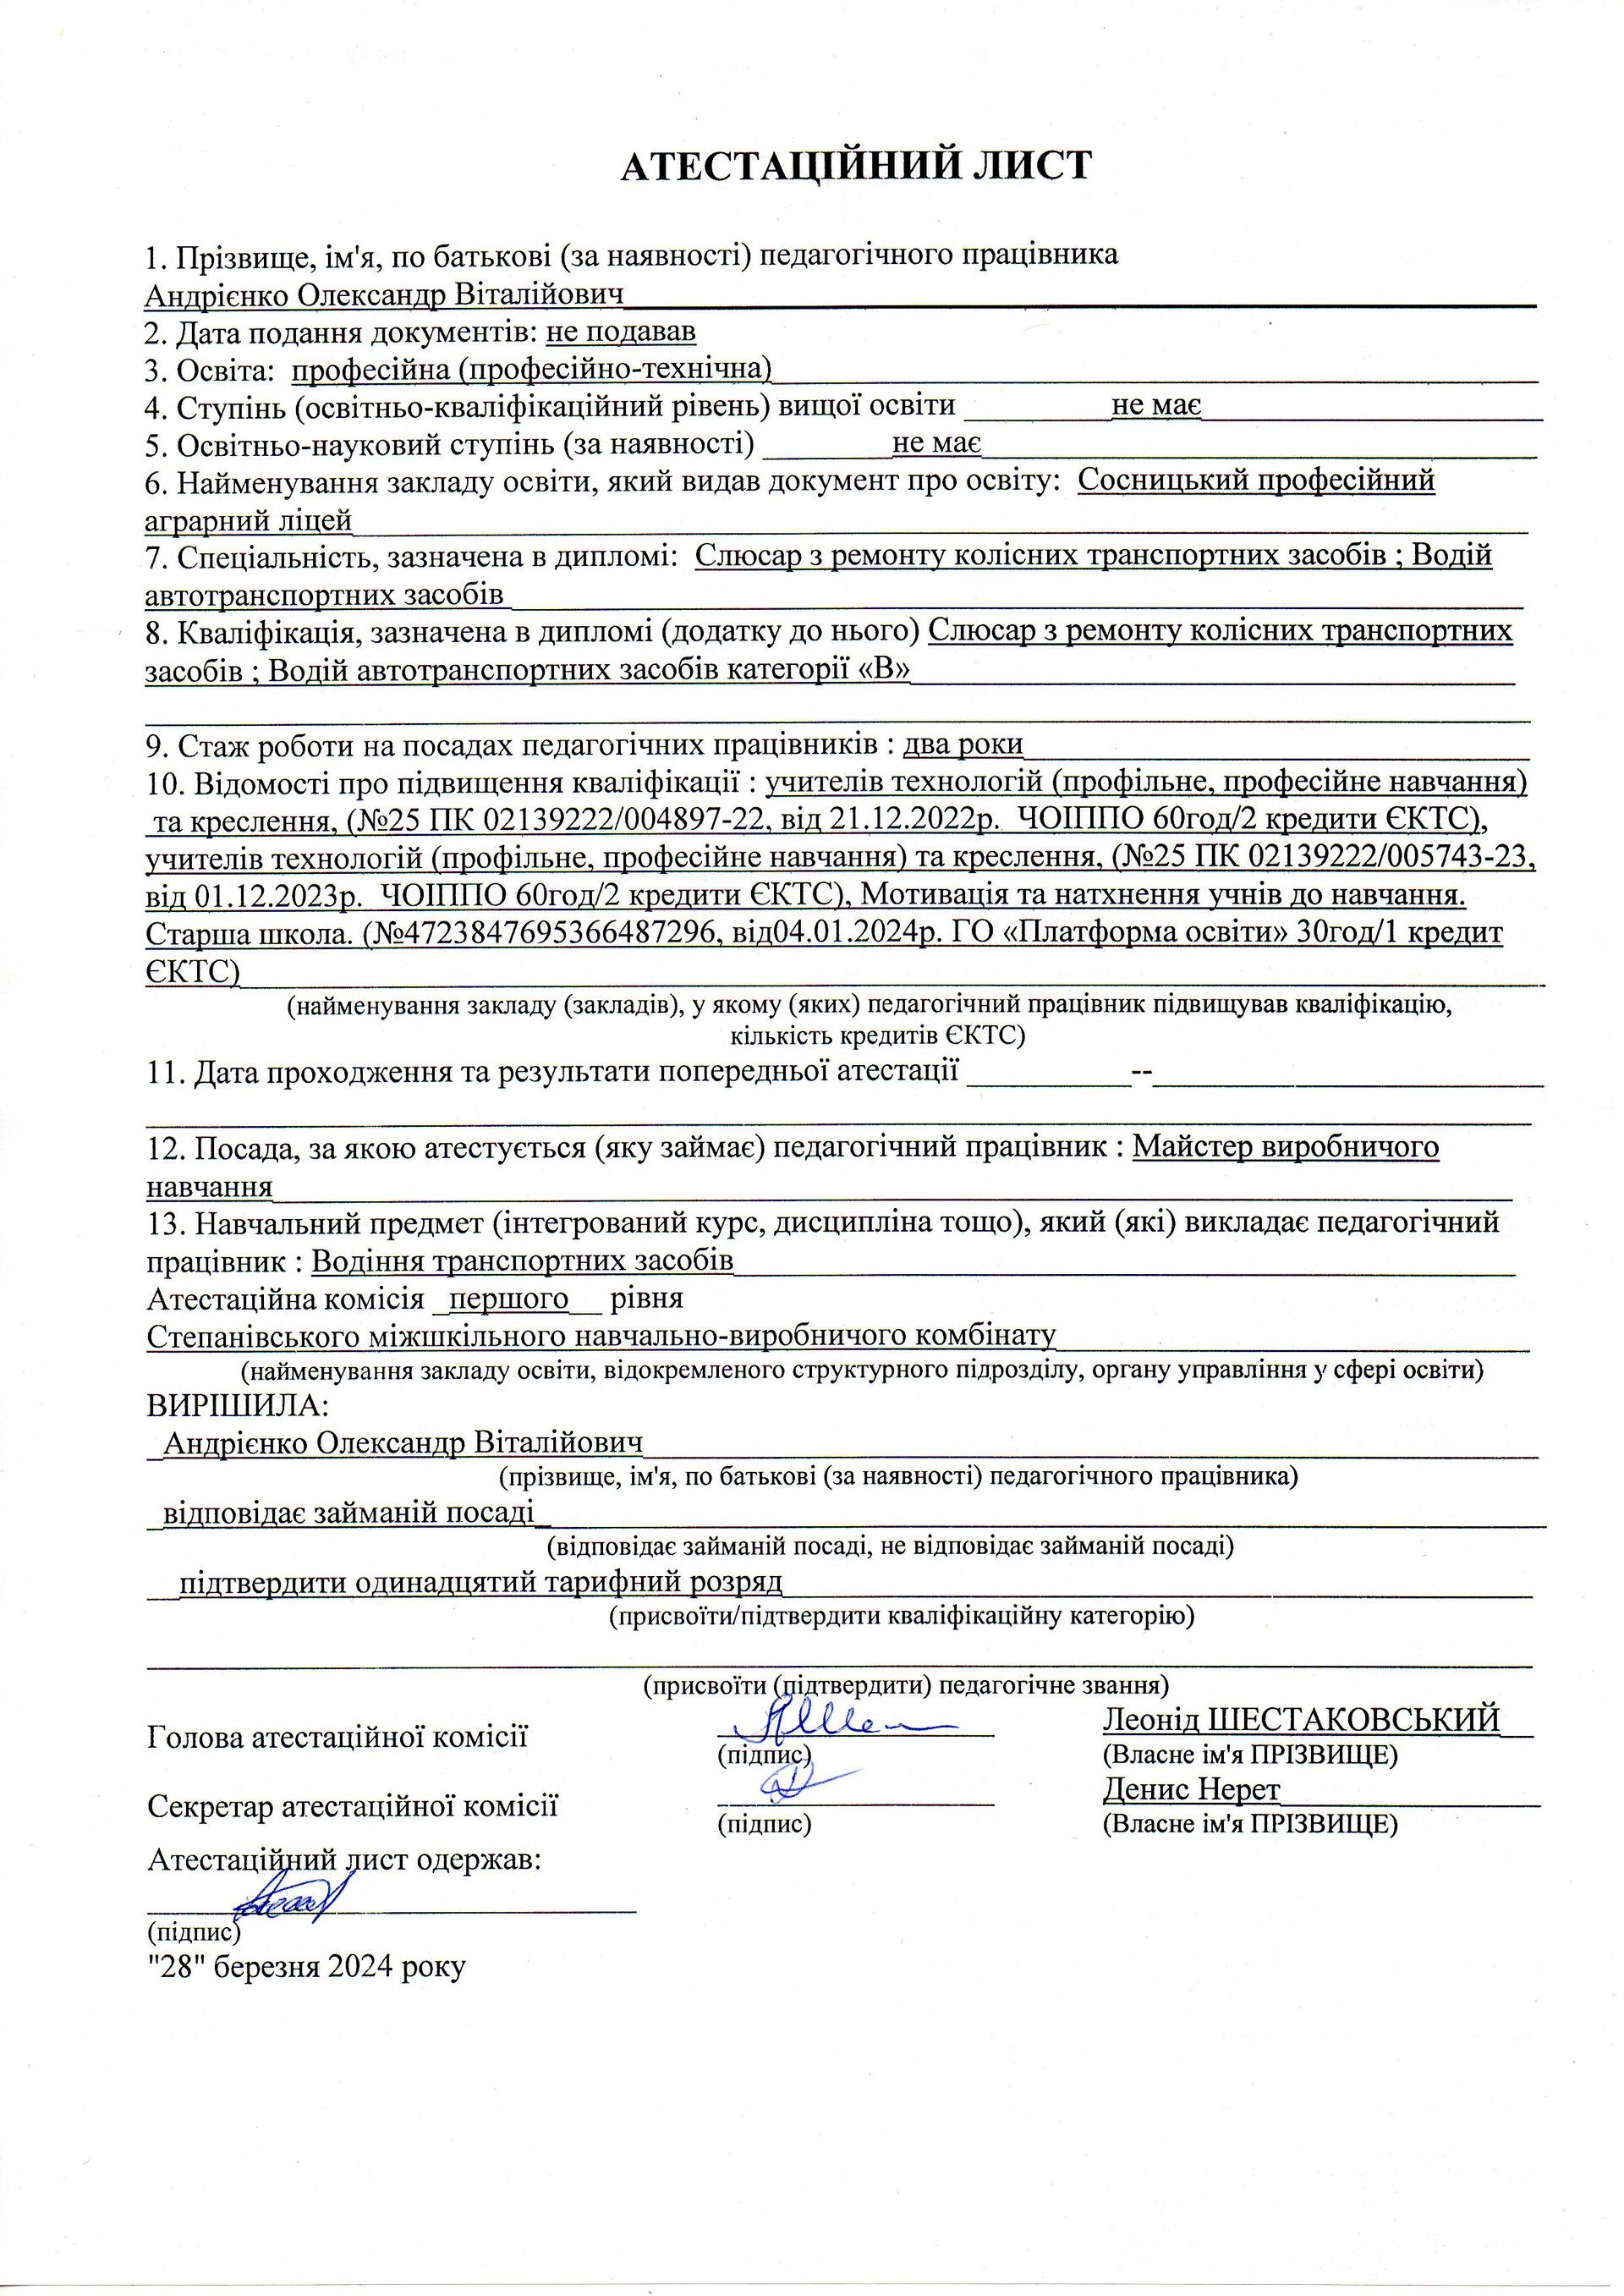 АТЕСТАЦІЙНИЙ ЛИСТ
1. Прізвище, ім'я, по батькові (за наявності) педагогічного працівника
Андрієнко Олександр Віталійович
2. Дата подання документів: не подавав
3. Освіта: професійна (професійно-технічна)
4. Ступінь (освітньо-кваліфікаційний рівень) вищої освіти не має
5. Освітньо-науковий ступінь (за наявності) не має
6. Найменування закладу освіти, який видав документ про освіту: Сосницький професійний
аграрний ліцей
7. Спеціальність, зазначена в дипломі: Слюсар з ремонту колісних транспортних засобів ; Водій
автотранспортних засобів
8. Кваліфікація, зазначена в дипломі (додатку до нього) Слюсар з ремонту колісних транспортних
засобів ; Водій автотранспортних засобів категорії «В»
9. Стаж роботи на посадах педагогічних працівників : два роки
10. Відомості про підвищення кваліфікації : учителів технологій (профільне, професійне навчання)
та креслення, (№25 ПК 02139222/004897-22, від 21.12.2022р. ЧОІППО 60год/2 кредити ЄКТС),
учителів технологій (профільне, професійне навчання) та креслення, (№25 ПК 02139222/005743-23,
від 01.12.2023р. ЧОІППО 60год/2 кредити ЄКТС), Мотивація та натхнення учнів до навчання.
Старша школа. (№4723847695366487296, від04.01.2024р. ГО «Платформа освіти» 30год/1 кредит
ЄКТС)
(найменування закладу (закладів), у якому (яких) педагогічний працівник підвищував кваліфікацію,
кількість кредитів ЄКТС)
11. Дата проходження та результати попередньої атестації --
12. Посада, за якою атестується (яку займає) педагогічний працівник : Майстер виробничого
навчання
13. Навчальний предмет (інтегрований курс, дисципліна тощо), який (які) викладає педагогічний
працівник : Водіння транспортних засобів
Атестаційна комісія першого рівня
Степанівського міжшкільного навчально-виробничого комбінату
(найменування закладу освіти, відокремленого структурного підрозділу, органу управління у сфері освіти)
ВИРІШИЛА:
Андрієнко Олександр Віталійович
(прізвище, ім'я, по батькові (за наявності) педагогічного працівника)
відповідає займаній посаді
(відповідає займаній посаді, не відповідає займаній посаді)
підтвердити одинадцятий тарифний розряд
(присвоїти/підтвердити кваліфікаційну категорію)
(присвоїти (підтвердити) педагогічне звання)
Голова атестаційної комісії Леонід ШЕСТАКОВСЬКИЙ
(підпис) (Власне ім'я ПРІЗВИЩЕ)
Секретар атестаційної комісії Денис Нерет
(підпис) (Власне ім'я ПРІЗВИЩЕ)
Атестаційний лист одержав:
(підпис)
"28" березня 2024 року